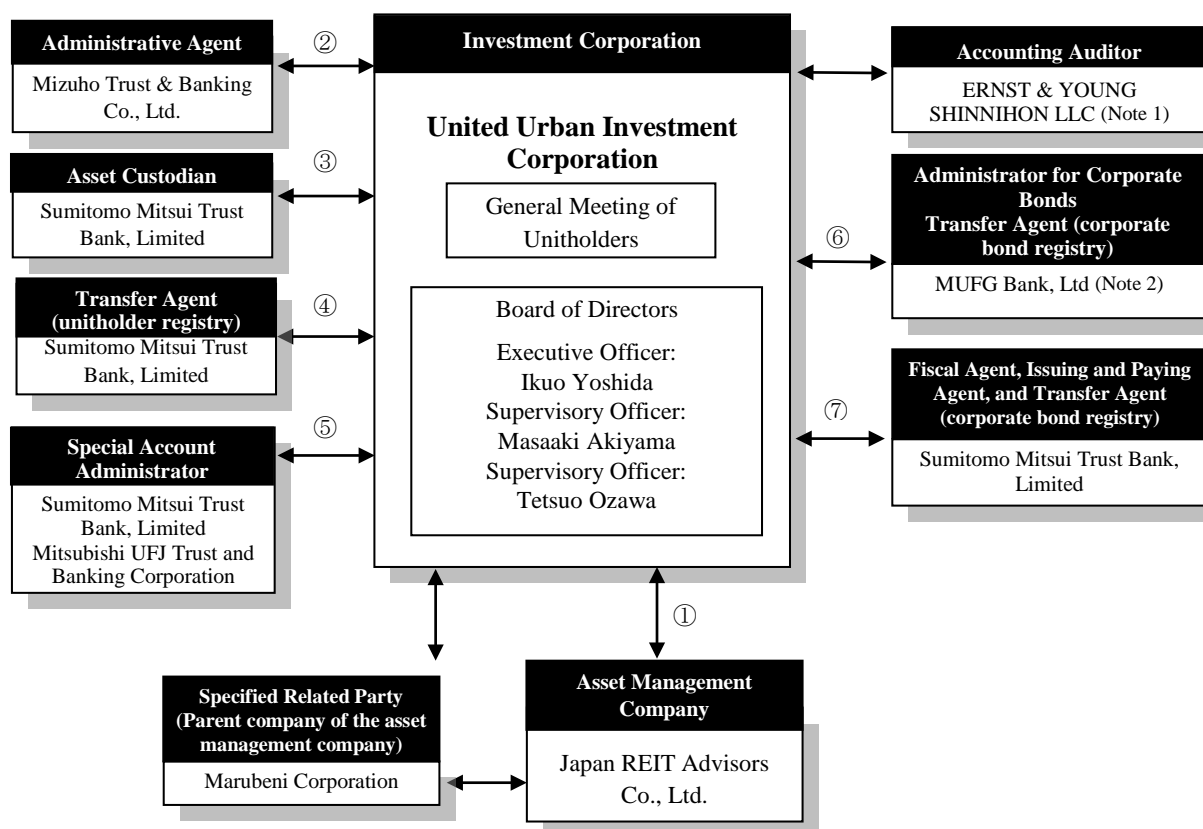 Administrative Agent
Mizuho Trust & Banking
Co., Ltd.
②
Asset Custodian
Sumitomo Mitsui Trust
Bank, Limited
③
Transfer Agent
(unitholder registry)
Sumitomo Mitsui Trust
Bank, Limited
④
Special Account
Administrator
Sumitomo Mitsui Trust
Bank, Limited
Mitsubishi UFJ Trust and
Banking Corporation
⑤
Investment Corporation
United Urban Investment
Corporation
General Meeting of
Unitholders
Board of Directors
Executive Officer:
Ikuo Yoshida
Supervisory Officer:
Masaaki Akiyama
Supervisory Officer:
Tetsuo Ozawa
Accounting Auditor
ERNST & YOUNG
SHINNIHON LLC (Note 1)
Administrator for Corporate
Bonds
Transfer Agent (corporate
bond registry)
MUFG Bank, Ltd (Note 2)
⑥
Fiscal Agent, Issuing and Paying
Agent, and Transfer Agent
(corporate bond registry)
Sumitomo Mitsui Trust Bank,
Limited
⑦
①
Specified Related Party
(Parent company of the asset
management company)
Marubeni Corporation
Asset Management
Company
Japan REIT Advisors
Co., Ltd.